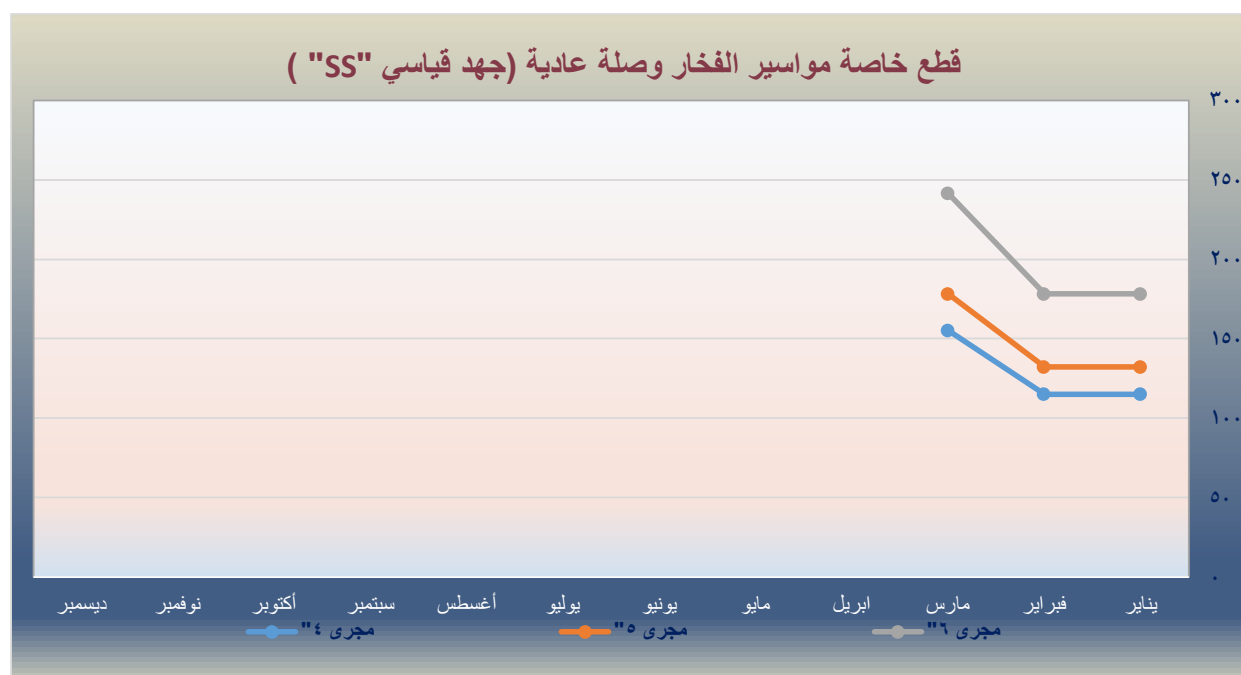 قطع خاصة مواسير الفخار وصلة عادية (جهد قياسي "SS" )
٣٠٠
٢٥٠
٢٠٠
١٥٠
١٠٠
٥٠
٠
يناير فبراير مارس ابريل مايو يونيو يوليو أغسطس سبتمبر أكتوبر نوفمبر ديسمبر
مجرى ٦" مجرى ٥" مجرى ٤"